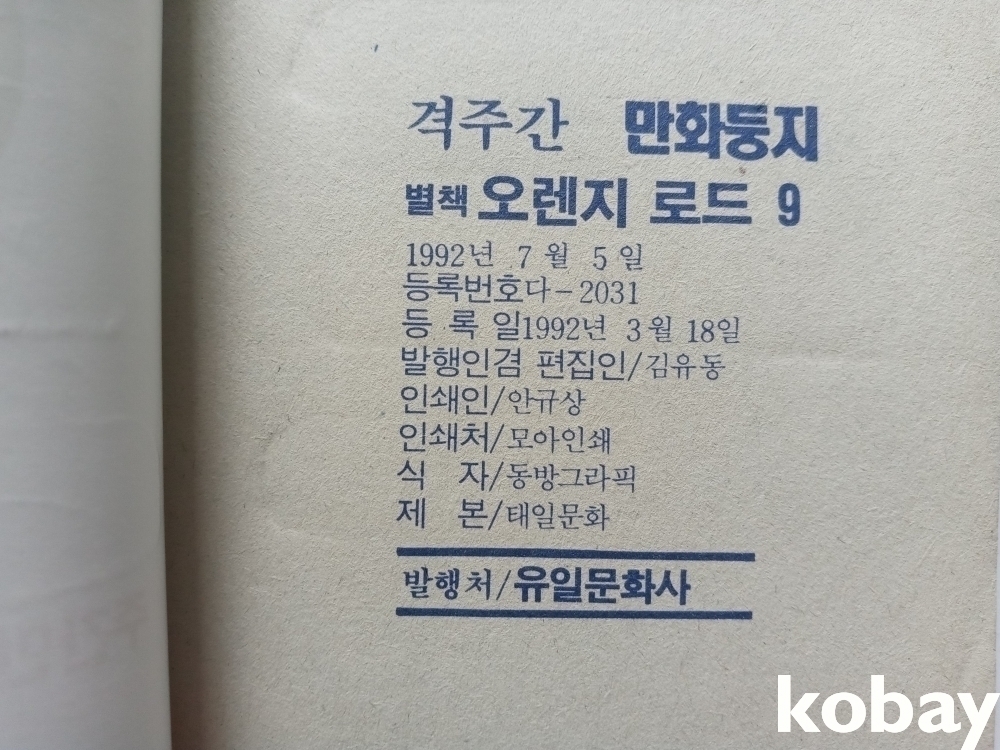 격주간 만화둥지
별책 오렌지 로드 9
1992년 7 월 5 일
등록번호다-2031
등 록 일1992년 3월 18일
발행인겸 편집인/김유동
인쇄인/안규상
인쇄처/모아인쇄
식 자/동방그라픽
제 본/태일문화
발행처/유일문화사
kobay